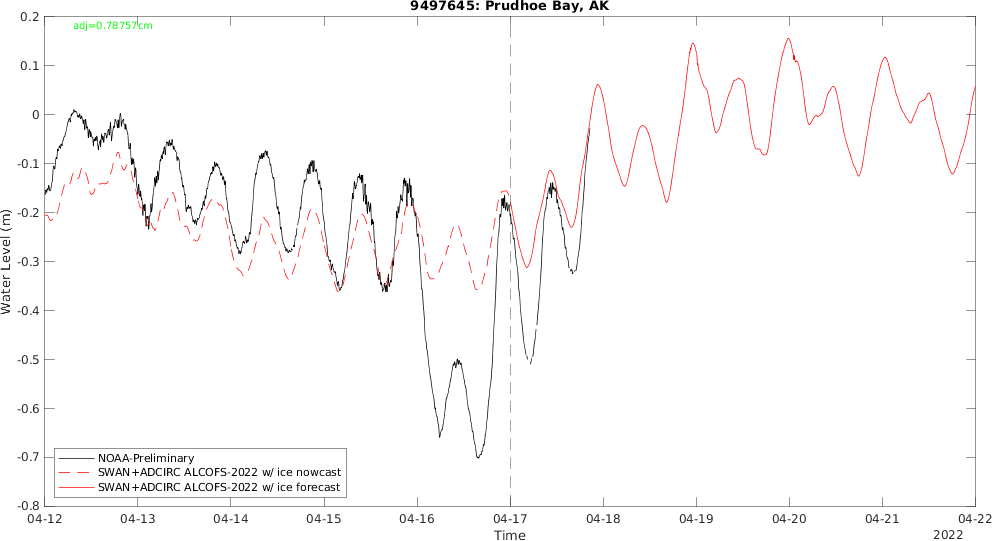 9497645: Prudhoe Bay, AK
adj=0.78757cm
0.2
0.1
0
-0.1
-0.2
-0.3
-0.4
-0.5
-0.6
-0.7
-0.8
Water Level (m)
NOAA-Preliminary
SWAN+ADCIRC ALCOFS-2022 w/ ice nowcast
SWAN+ADCIRC ALCOFS-2022 w/ ice forecast
04-12 04-13 04-14 04-15 04-16 04-17 04-18 04-19 04-20 04-21 04-22
Time
2022